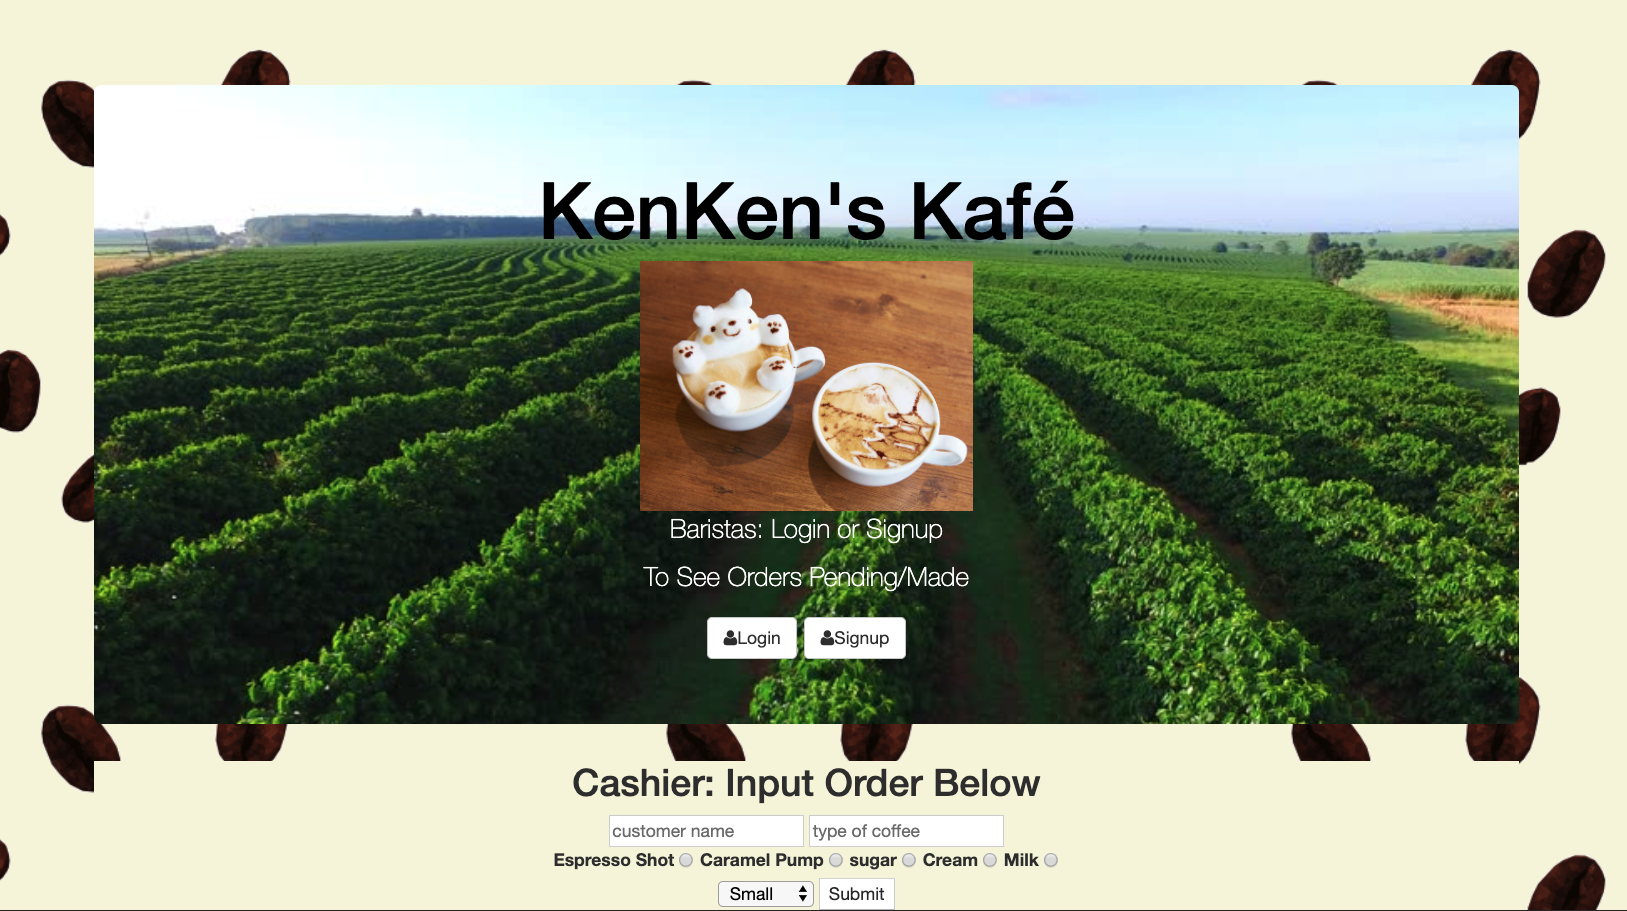 KenKen's Kafé
Baristas: Login or Signup
To See Orders Pending/Made
Login Signup
Cashier: Input Order Below
customer name type of coffee
Espresso Shot Caramel Pump sugar Cream Milk
Small Submit